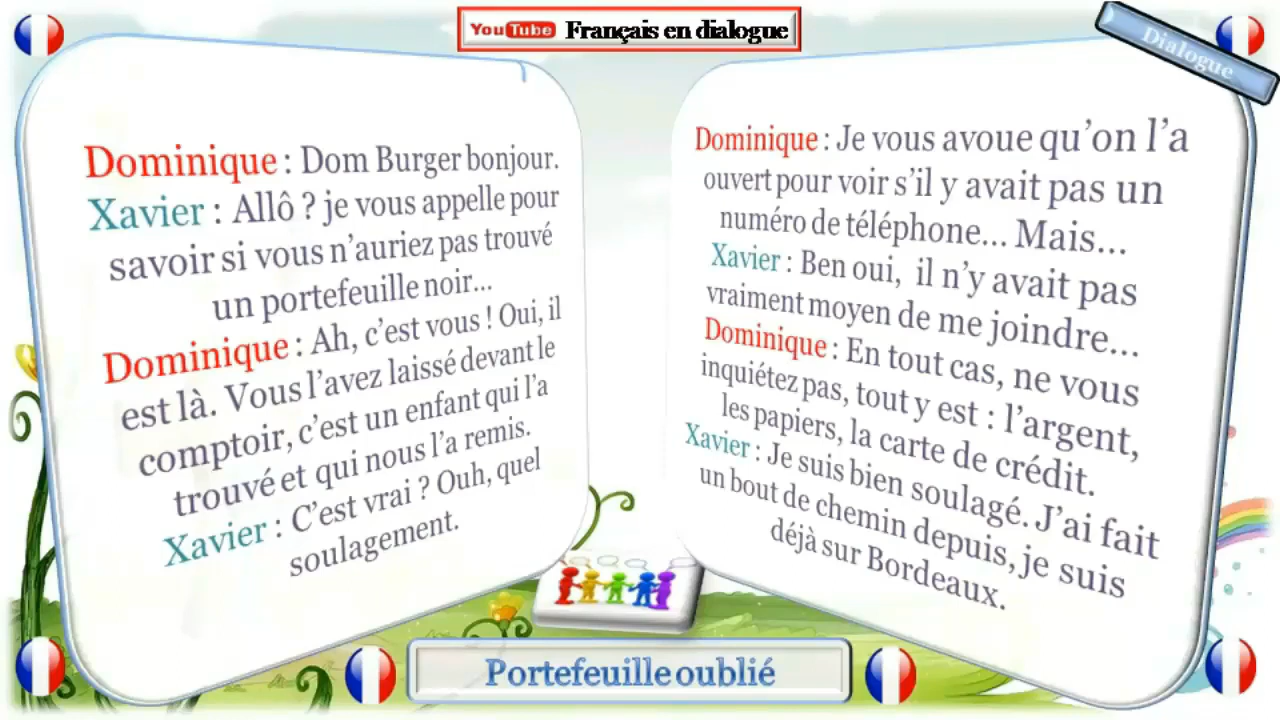 YouTube Français en dialogue
Dialogue
Dominique : Dom Burger bonjour.
Xavier : Allô ? je vous appelle pour
savoir si vous n’auriez pas trouvé
un portefeuille noir...
Dominique : Ah, c’est vous ! Oui, il
est là. Vous l’avez laissé devant le
comptoir, c’est un enfant qui l’a
trouvé et qui nous l’a remis.
Xavier : C’est vrai ? Ouh, quel
soulagement.
Dominique : Je vous avoue qu’on l’a
ouvert pour voir s’il y avait pas un
numéro de téléphone... Mais...
Xavier : Ben oui, il n’y avait pas
vraiment moyen de me joindre...
Dominique : En tout cas, ne vous
inquiétez pas, tout y est : l’argent,
les papiers, la carte de crédit.
Xavier : Je suis bien soulagé. J’ai fait
un bout de chemin depuis, je suis
déjà sur Bordeaux.
Portefeuille oublié